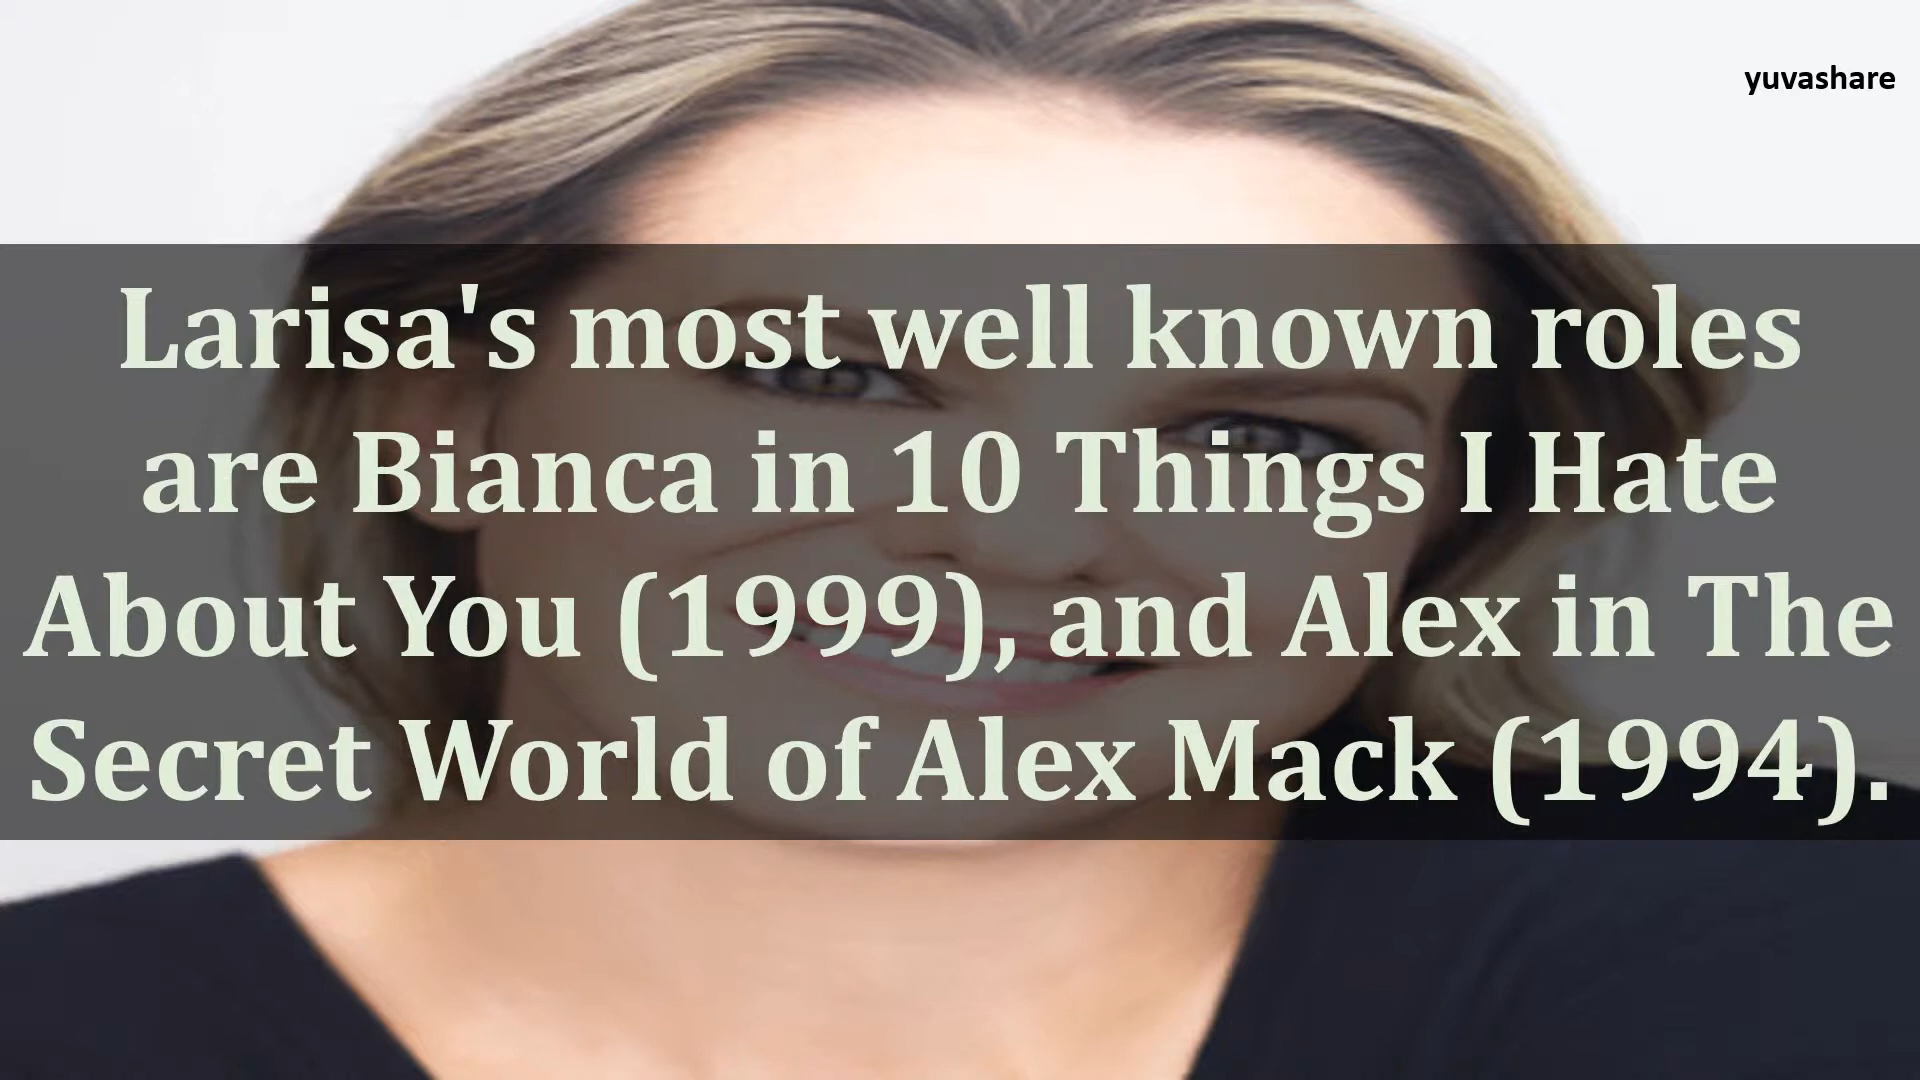 yuvashare
Larisa's most well known roles
are Bianca in 10 Things I Hate
About You (1999), and Alex in The
Secret World of Alex Mack (1994).